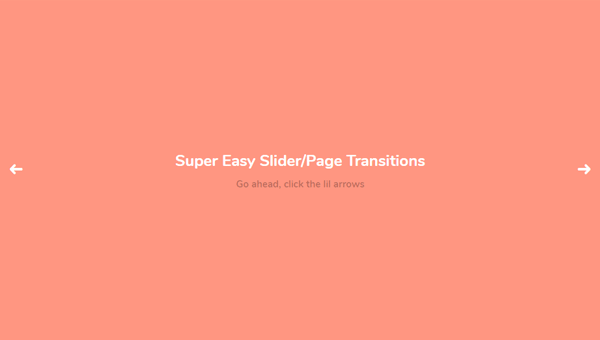 Super Easy Slider/Page Transitions
Go ahead, click the lil arrows